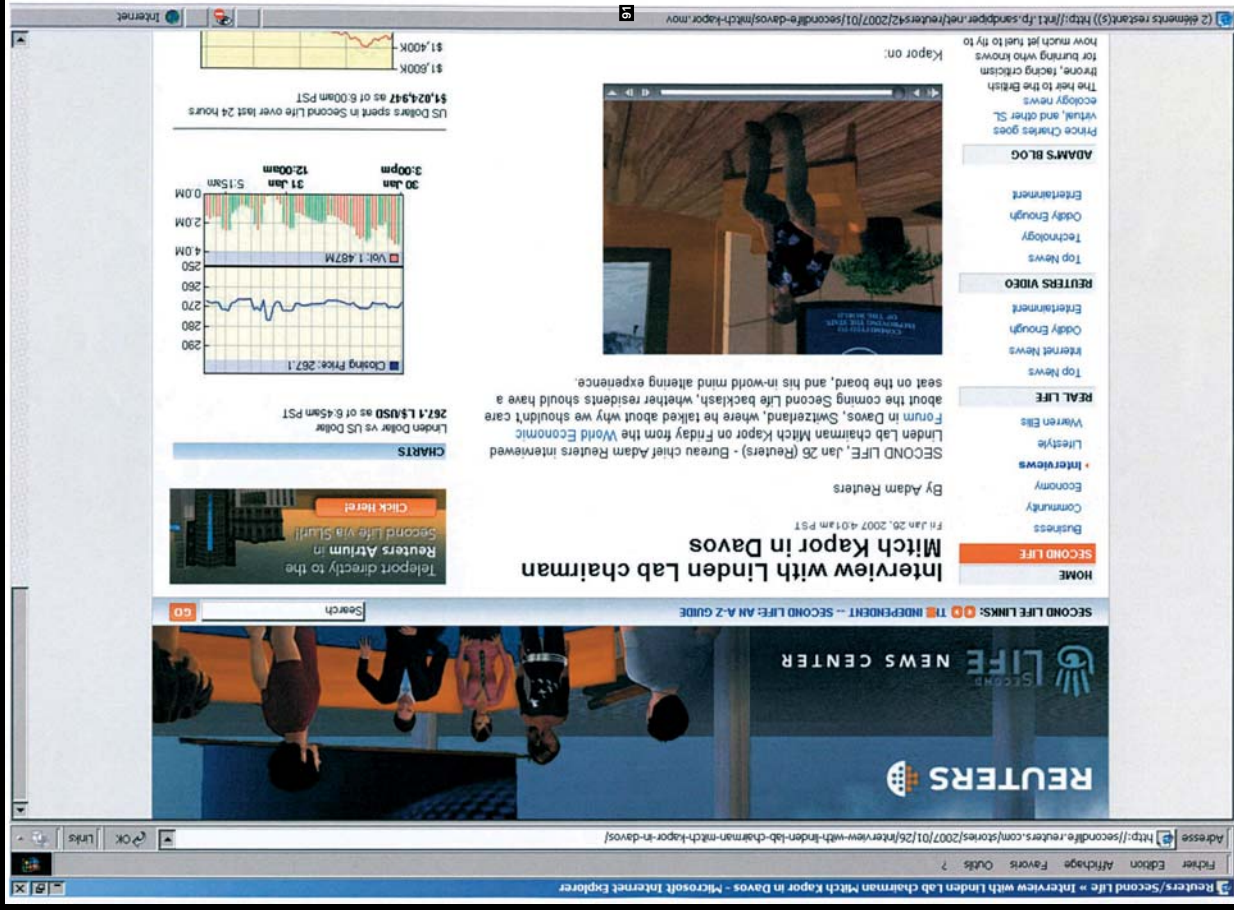 Reuters/Second Life » Interview with Linden Lab chairman Mitch Kapor in Davos - Microsoft Internet Explorer
Fichier Edition Affichage Favoris Outils ?
Adresse http://secondlife.reuters.com/stories/2007/01/26/interview-with-linden-lab-chairman-mitch-kapor-in-davos/ OK Links
REUTERS
SECOND LIFE NEWS CENTER
SECOND LIFE LINKS: THE INDEPENDENT -- SECOND LIFE: AN A-Z GUIDE
Search GO
HOME
SECOND LIFE
Business
Community
Economy
Interviews
Lifestyle
Warren Ellis
REAL LIFE
Top News
Internet News
Oddly Enough
Entertainment
REUTERS VIDEO
Top News
Technology
Oddly Enough
Entertainment
ADAM'S BLOG
Prince Charles goes
virtual, and other SL
ecology news
The heir to the British
throne, facing criticism
for burning who knows
how much jet fuel to fly to
Interview with Linden Lab chairman
Mitch Kapor in Davos
Fri Jan 26, 2007 4:01am PST
By Adam Reuters
SECOND LIFE, Jan 26 (Reuters) - Bureau chief Adam Reuters interviewed
Linden Lab chairman Mitch Kapor on Friday from the World Economic
Forum in Davos, Switzerland, where he talked about why we shouldn't care
about the coming Second Life backlash, whether residents should have a
seat on the board, and his in-world mind altering experience.
COMMITTED TO
IMPROVING THE STATE
OF THE WORLD
Kapor on:
Teleport directly to the
Reuters Atrium in
Second Life via Slurl!
Click Here!
CHARTS
Linden Dollar vs US Dollar
267.1 L$/USD as of 6:45am PST
Closing Price: 267.1
290
280
270
260
250
Vol: 1.487M
4.0M
2.0M
0.0M
30 Jan 31 Jan 5:15am
3:00pm 12:00am
US Dollars spent in Second Life over last 24 hours
$1,024,947 as of 6:00am PST
$1,600K
$1,400K
(2 éléments restant(s)) http://int1.fp.sandpiper.net/reuters42/2007/01/secondlife-davos/mitch-kapor.mov
Internet
91